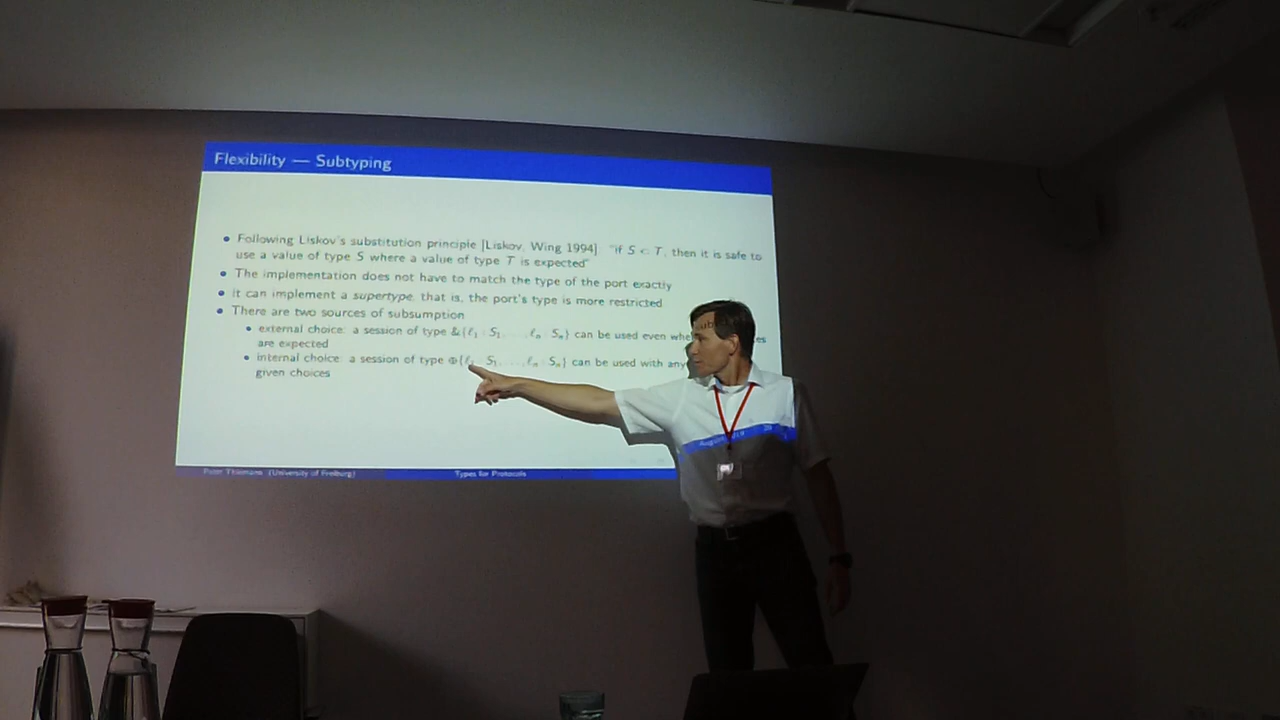 Flexibility — Subtyping
Following Liskov's substitution principle [Liskov, Wing 1994] "if S <: T, then it is safe to
use a value of type S where a value of type T is expected"
The implementation does not have to match the type of the port exactly
it can implement a supertype, that is, the port's type is more restricted
There are two sources of subsumption
external choice: a session of type &{ℓ1 : S1, . . . , ℓn : Sn} can be used even
are expected
internal choice: a session of type ⊕{ℓ1 : S1, . . . , ℓn : Sn} can be used with any
given choices
Peter Thiemann (University of Freiburg) Types for Protocols